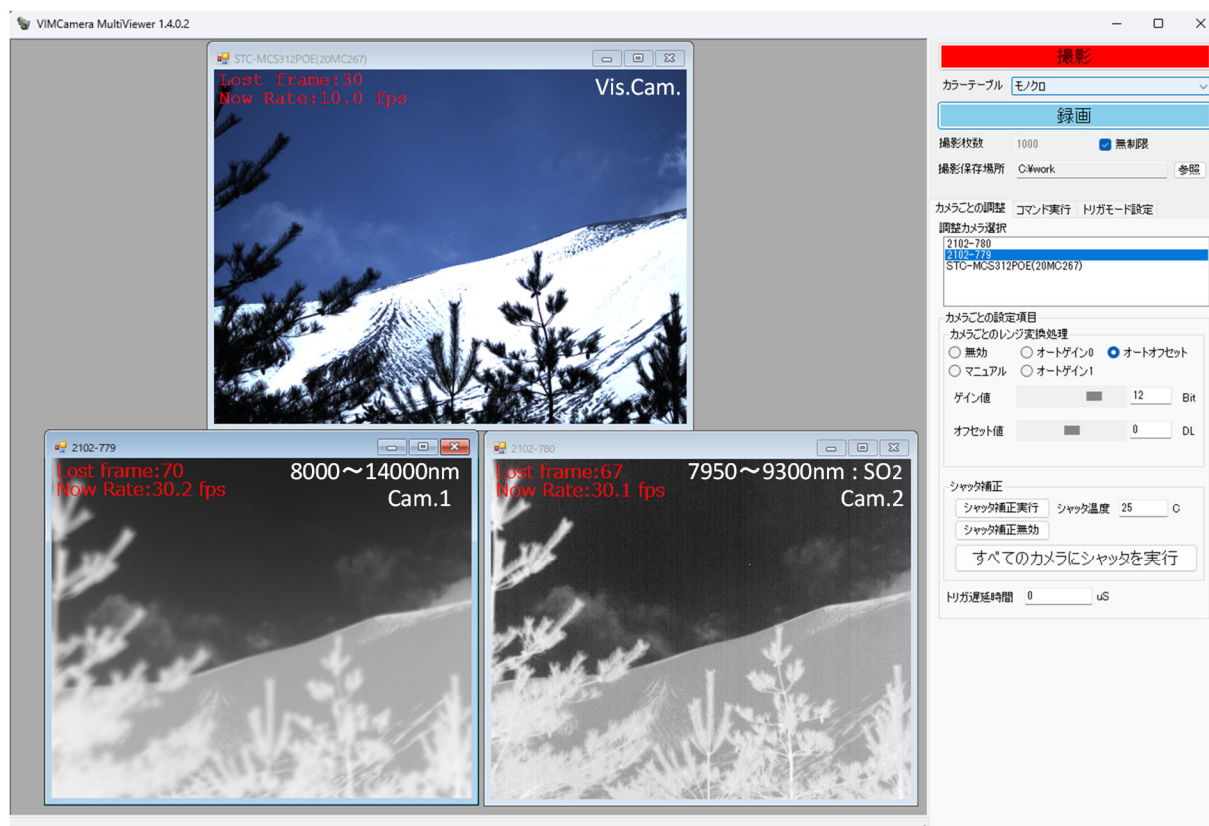 VIMCamera MultiViewer 1.4.0.2
STC-MCS312POE(20MC267)
Lost frame:30
Now Rate:10.0 fps
Vis.Cam.
2102-779
Lost frame:70
Now Rate:30.2 fps
8000～14000nm
Cam.1
2102-780
Lost frame:67
Now Rate:30.1 fps
7950～9300nm : SO2
Cam.2
撮影
カラーテーブル モノクロ
録画
撮影枚数 1000 無制限
撮影保存場所 C:¥work 参照
カメラごとの調整 コマンド実行 トリガモード設定
調整カメラ選択
2102-780
2102-779
STC-MCS312POE(20MC267)
カメラごとの設定項目
カメラごとのレンジ変換処理
無効 オートゲイン0 オートオフセット
マニュアル オートゲイン1
ゲイン値 12 Bit
オフセット値 0 DL
シャッタ補正
シャッタ補正実行 シャッタ温度 25 C
シャッタ補正無効
すべてのカメラにシャッタを実行
トリガ遅延時間 0 uS